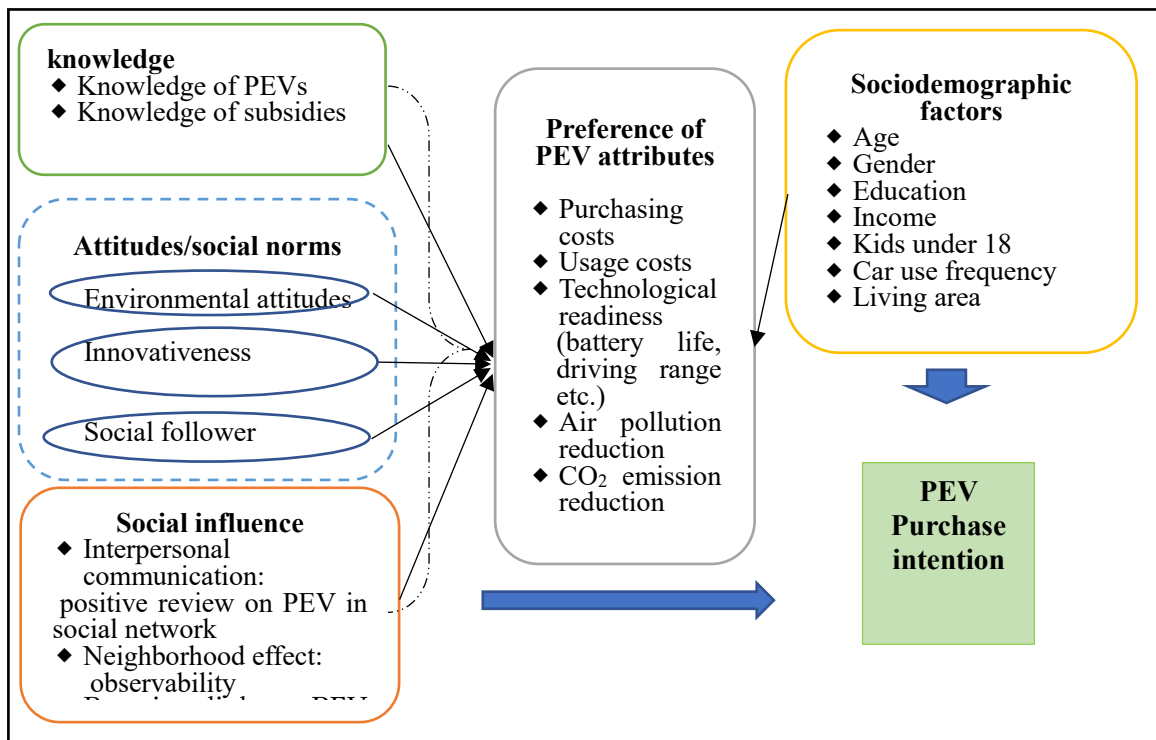 knowledge
◆ Knowledge of PEVs
◆ Knowledge of subsidies
Attitudes/social norms
Environmental attitudes
Innovativeness
Social follower
Social influence
◆ Interpersonal
communication:
positive review on PEV in
social network
◆ Neighborhood effect:
observability
Preference of
PEV attributes
◆ Purchasing
costs
◆ Usage costs
◆ Technological
readiness
(battery life,
driving range
etc.)
◆ Air pollution
reduction
◆ CO₂ emission
reduction
Sociodemographic
factors
◆ Age
◆ Gender
◆ Education
◆ Income
◆ Kids under 18
◆ Car use frequency
◆ Living area
PEV
Purchase
intention